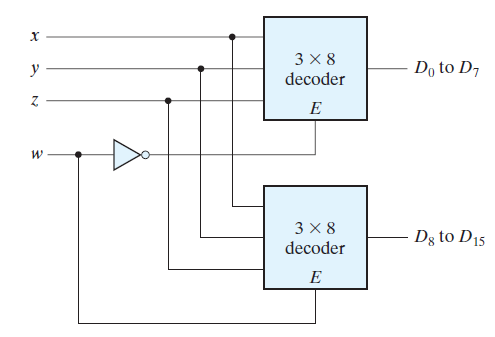 x
y
z
w
3 × 8
decoder
E
D₀ to D₇
3 × 8
decoder
E
D₈ to D₁₅